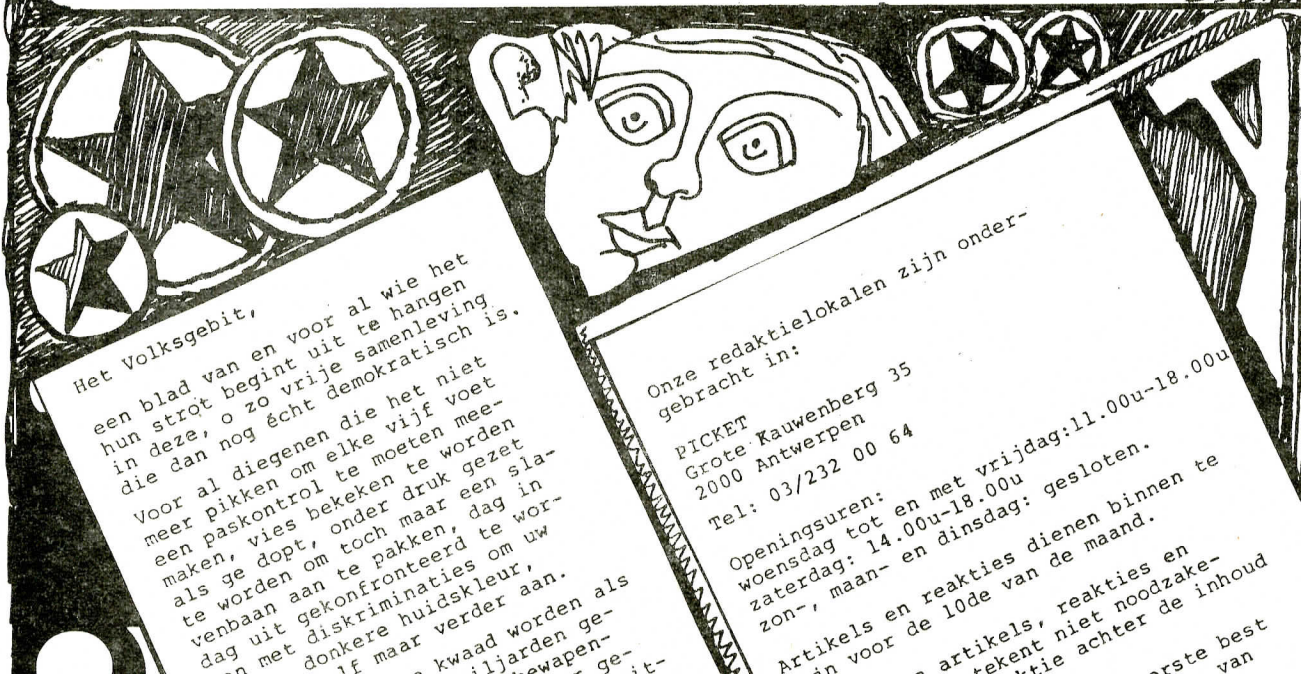 Het Volksgebit,
een blad van en voor al wie het
hun strot begint uit te hangen
in deze, o zo vrije samenleving
die dan nog écht demokratisch is.
Voor al diegenen die het niet
meer pikken om elke vijf voet
een paskontrol te moeten mee-
maken, vies bekeken te worden
als ge dopt, onder druk gezet
te worden om toch maar een sla-
venbaan aan te pakken, dag in
dag uit gekonfronteerd te wor-
met diskriminaties om uw
donkere huidskleur,
maar verder aan.
kwaad worden als
ge-
ge-
Onze redaktielokalen zijn onder-
gebracht in:
PICKET
Grote Kauwenberg 35
2000 Antwerpen
Tel: 03/232 00 64
Openingsuren:
woensdag tot en met vrijdag:11.00u-18.00u
zaterdag: 14.00u-18.00u
zon-, maan- en dinsdag: gesloten.
Artikels en reakties dienen binnen te
voor de 10de van de maand.
artikels, reakties en
niet noodzake-
achter de inhoud
best
van